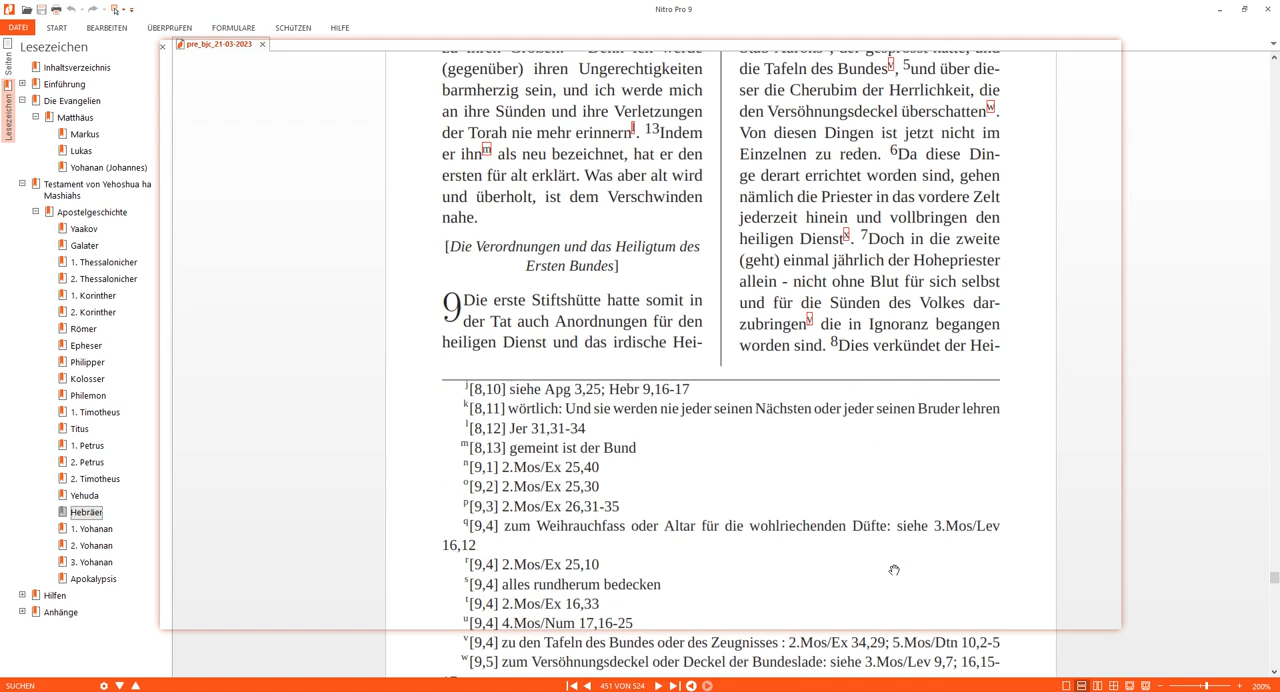 Nitro Pro 9
DATEI START BEARBEITEN ÜBERPRüFEN FORMULARE SCHüTZEN HILFE
Seiten
Lesezeichen
Lesezeichen
Inhaltsverzeichnis
Einführung
Die Evangelien
Matthäus
Markus
Lukas
Yohanan (Johannes)
Testament von Yehoshua ha
Mashiahs
Apostelgeschichte
Yaakov
Galater
1. Thessalonicher
2. Thessalonicher
1. Korinther
2. Korinther
Römer
Epheser
Philipper
Kolosser
Philemon
1. Timotheus
Titus
1. Petrus
2. Petrus
2. Timotheus
Yehuda
Hebräer
1. Yohanan
2. Yohanan
3. Yohanan
Apokalypsis
Hilfen
Anhänge
pre_bjc_21-03-2023
(gegenüber) ihren Ungerechtigkeiten
barmherzig sein, und ich werde mich
an ihre Sünden und ihre Verletzungen
der Torah nie mehr erinnern l. 13Indem
er ihn m als neu bezeichnet, hat er den
ersten für alt erklärt. Was aber alt wird
und überholt, ist dem Verschwinden
nahe.
[Die Verordnungen und das Heiligtum des
Ersten Bundes]
9Die erste Stiftshütte hatte somit in
der Tat auch Anordnungen für den
heiligen Dienst und das irdische Hei-
die Tafeln des Bundes v, 5und über die-
ser die Cherubim der Herrlichkeit, die
den Versöhnungsdeckel überschatten w.
Von diesen Dingen ist jetzt nicht im
Einzelnen zu reden. 6Da diese Din-
ge derart errichtet worden sind, gehen
nämlich die Priester in das vordere Zelt
jederzeit hinein und vollbringen den
heiligen Dienst x. 7Doch in die zweite
(geht) einmal jährlich der Hohepriester
allein - nicht ohne Blut für sich selbst
und für die Sünden des Volkes dar-
zubringen y die in Ignoranz begangen
worden sind. 8Dies verkündet der Hei-
j[8,10] siehe Apg 3,25; Hebr 9,16-17
k[8,11] wörtlich: Und sie werden nie jeder seinen Nächsten oder jeder seinen Bruder lehren
l[8,12] Jer 31,31-34
m[8,13] gemeint ist der Bund
n[9,1] 2.Mos/Ex 25,40
o[9,2] 2.Mos/Ex 25,30
p[9,3] 2.Mos/Ex 26,31-35
q[9,4] zum Weihrauchfass oder Altar für die wohlriechenden Düfte: siehe 3.Mos/Lev
16,12
r[9,4] 2.Mos/Ex 25,10
s[9,4] alles rundherum bedecken
t[9,4] 2.Mos/Ex 16,33
u[9,4] 4.Mos/Num 17,16-25
v[9,4] zu den Tafeln des Bundes oder des Zeugnisses : 2.Mos/Ex 34,29; 5.Mos/Dtn 10,2-5
w[9,5] zum Versöhnungsdeckel oder Deckel der Bundeslade: siehe 3.Mos/Lev 9,7; 16,15-
SUCHEN
451 VON 524
200%